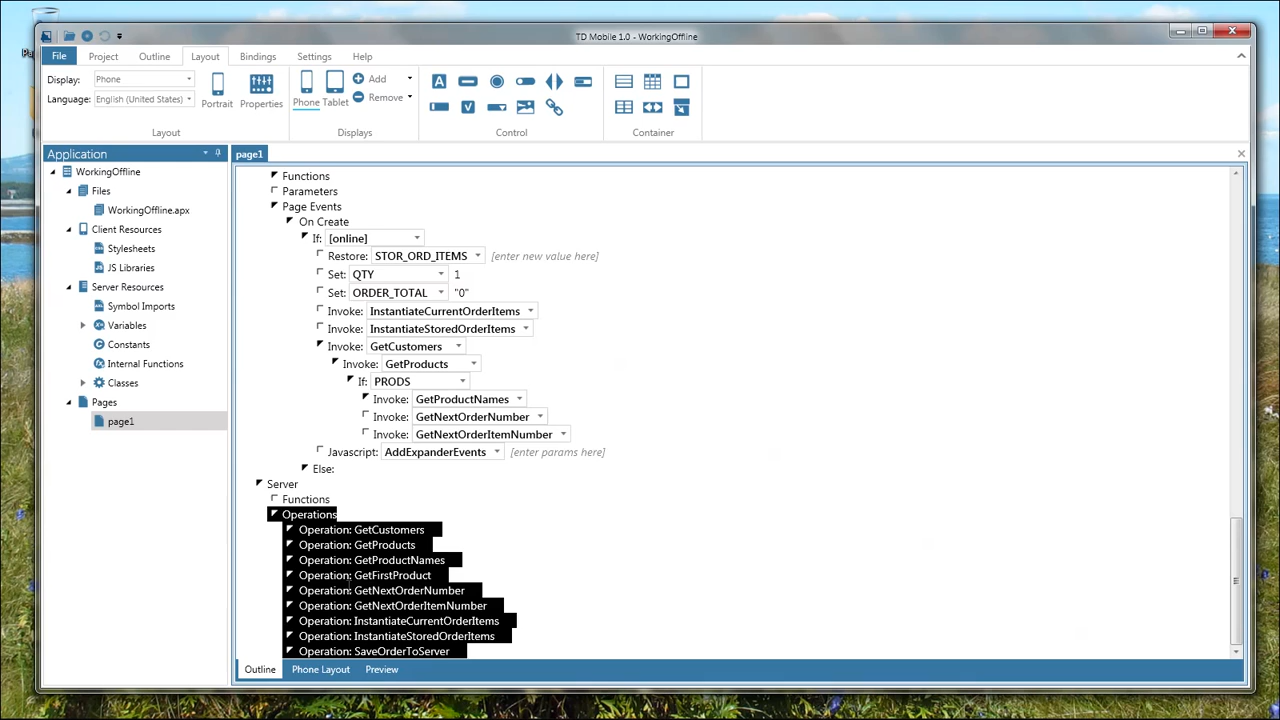 TD Mobile 1.0 - WorkingOffline
File Project Outline Layout Bindings Settings Help
Display: Phone
Language: English (United States)
Portrait Properties
Phone Tablet
Add
Remove
Layout Displays Control Container
Application
WorkingOffline
Files
WorkingOffline.apx
Client Resources
Stylesheets
JS Libraries
Server Resources
Symbol Imports
Variables
Constants
Internal Functions
Classes
Pages
page1
page1
Functions
Parameters
Page Events
On Create
If: [online]
Restore: STOR_ORD_ITEMS [enter new value here]
Set: QTY 1
Set: ORDER_TOTAL "0"
Invoke: InstantiateCurrentOrderItems
Invoke: InstantiateStoredOrderItems
Invoke: GetCustomers
Invoke: GetProducts
If: PRODS
Invoke: GetProductNames
Invoke: GetNextOrderNumber
Invoke: GetNextOrderItemNumber
Javascript: AddExpanderEvents [enter params here]
Else:
Server
Functions
Operations
Operation: GetCustomers
Operation: GetProducts
Operation: GetProductNames
Operation: GetFirstProduct
Operation: GetNextOrderNumber
Operation: GetNextOrderItemNumber
Operation: InstantiateCurrentOrderItems
Operation: InstantiateStoredOrderItems
Operation: SaveOrderToServer
Outline Phone Layout Preview